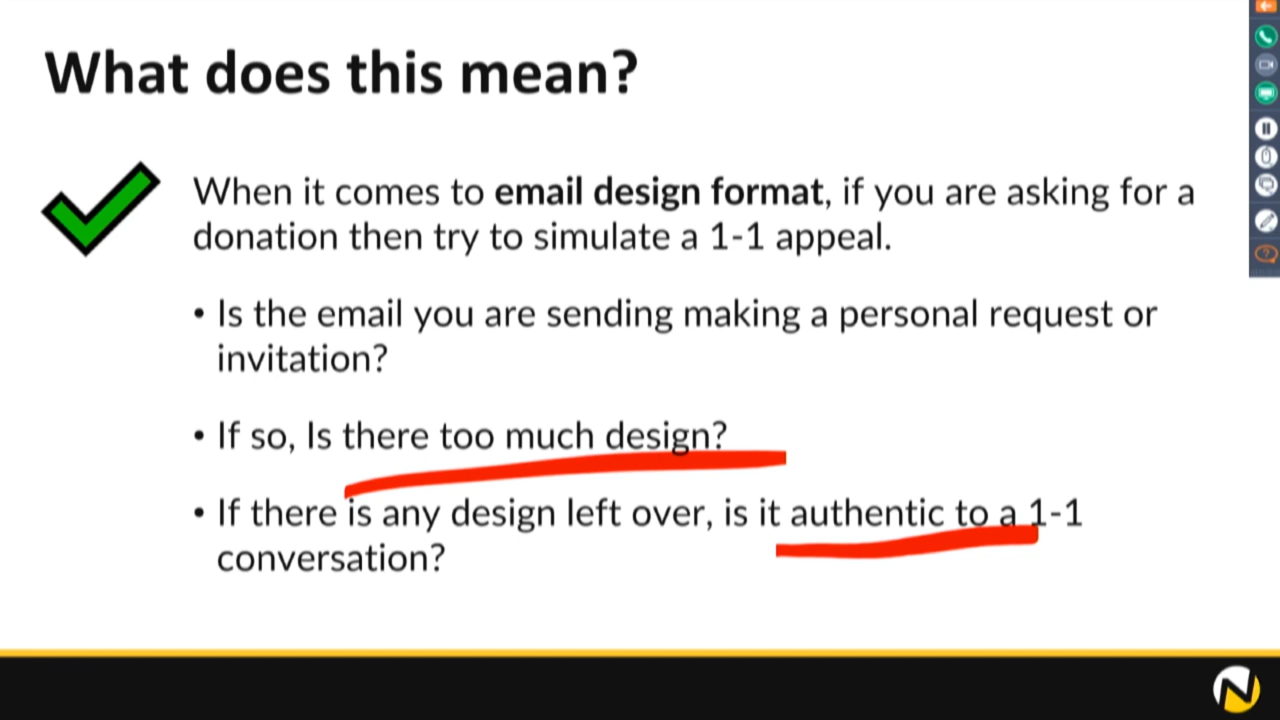 What does this mean?
When it comes to email design format, if you are asking for a
donation then try to simulate a 1-1 appeal.
• Is the email you are sending making a personal request or
invitation?
• If so, Is there too much design?
• If there is any design left over, is it authentic to a 1-1
conversation?
N